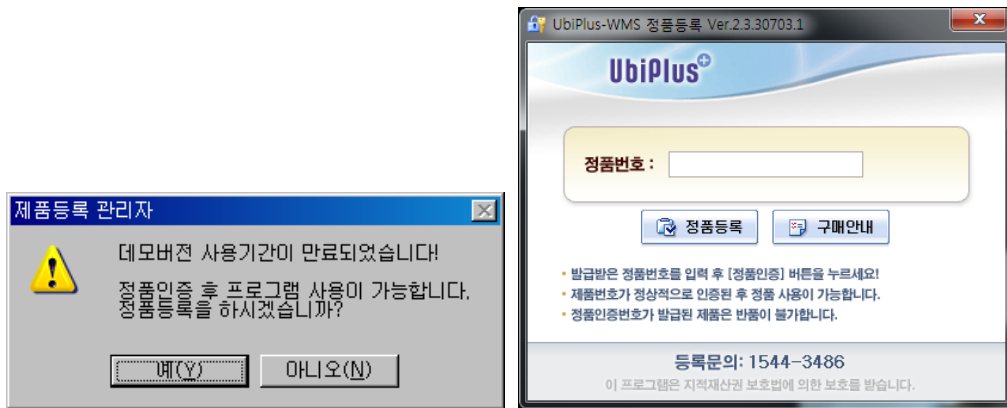 제품등록 관리자
데모버전 사용기간이 만료되었습니다!
정품인증 후 프로그램 사용이 가능합니다.
정품등록을 하시겠습니까?
예(Y)
아니오(N)
UbiPlus-WMS 정품등록 Ver.2.3.30703.1
UbiPlus+
정품번호 :
정품등록
구매안내
• 발급받은 정품번호를 입력 후 [정품인증] 버튼을 누르세요!
• 제품번호가 정상적으로 인증된 후 정품 사용이 가능합니다.
• 정품인증번호가 발급된 제품은 반품이 불가합니다.
등록문의: 1544-3486
이 프로그램은 지적재산권 보호법에 의한 보호를 받습니다.